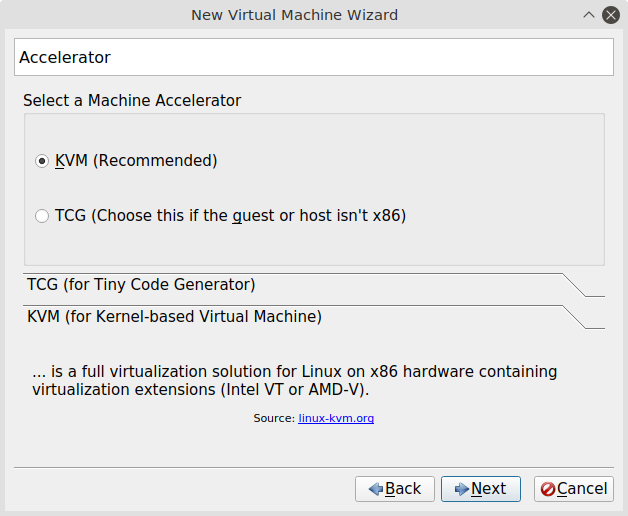 New Virtual Machine Wizard
Accelerator
Select a Machine Accelerator
KVM (Recommended)
TCG (Choose this if the guest or host isn't x86)
TCG (for Tiny Code Generator)
KVM (for Kernel-based Virtual Machine)
... is a full virtualization solution for Linux on x86 hardware containing
virtualization extensions (Intel VT or AMD-V).
Source: linux-kvm.org
Back
Next
Cancel